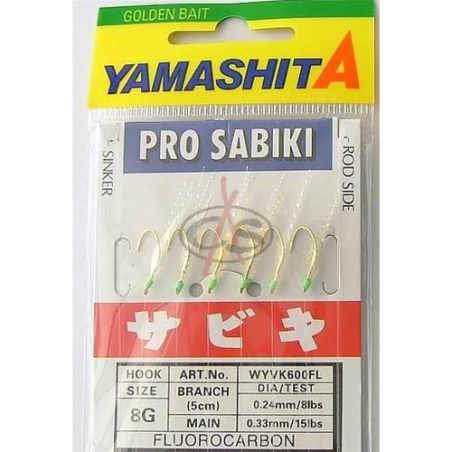 GOLDEN BAIT
YAMASHITA
PRO SABIKI
SINKER
ROD SIDE
サビキ
HOOK SIZE 8G
ART.No. WYVK600FL
BRANCH (5cm) DIA/TEST 0.24mm/8lbs
MAIN 0.33mm/15lbs
FLUOROCARBON